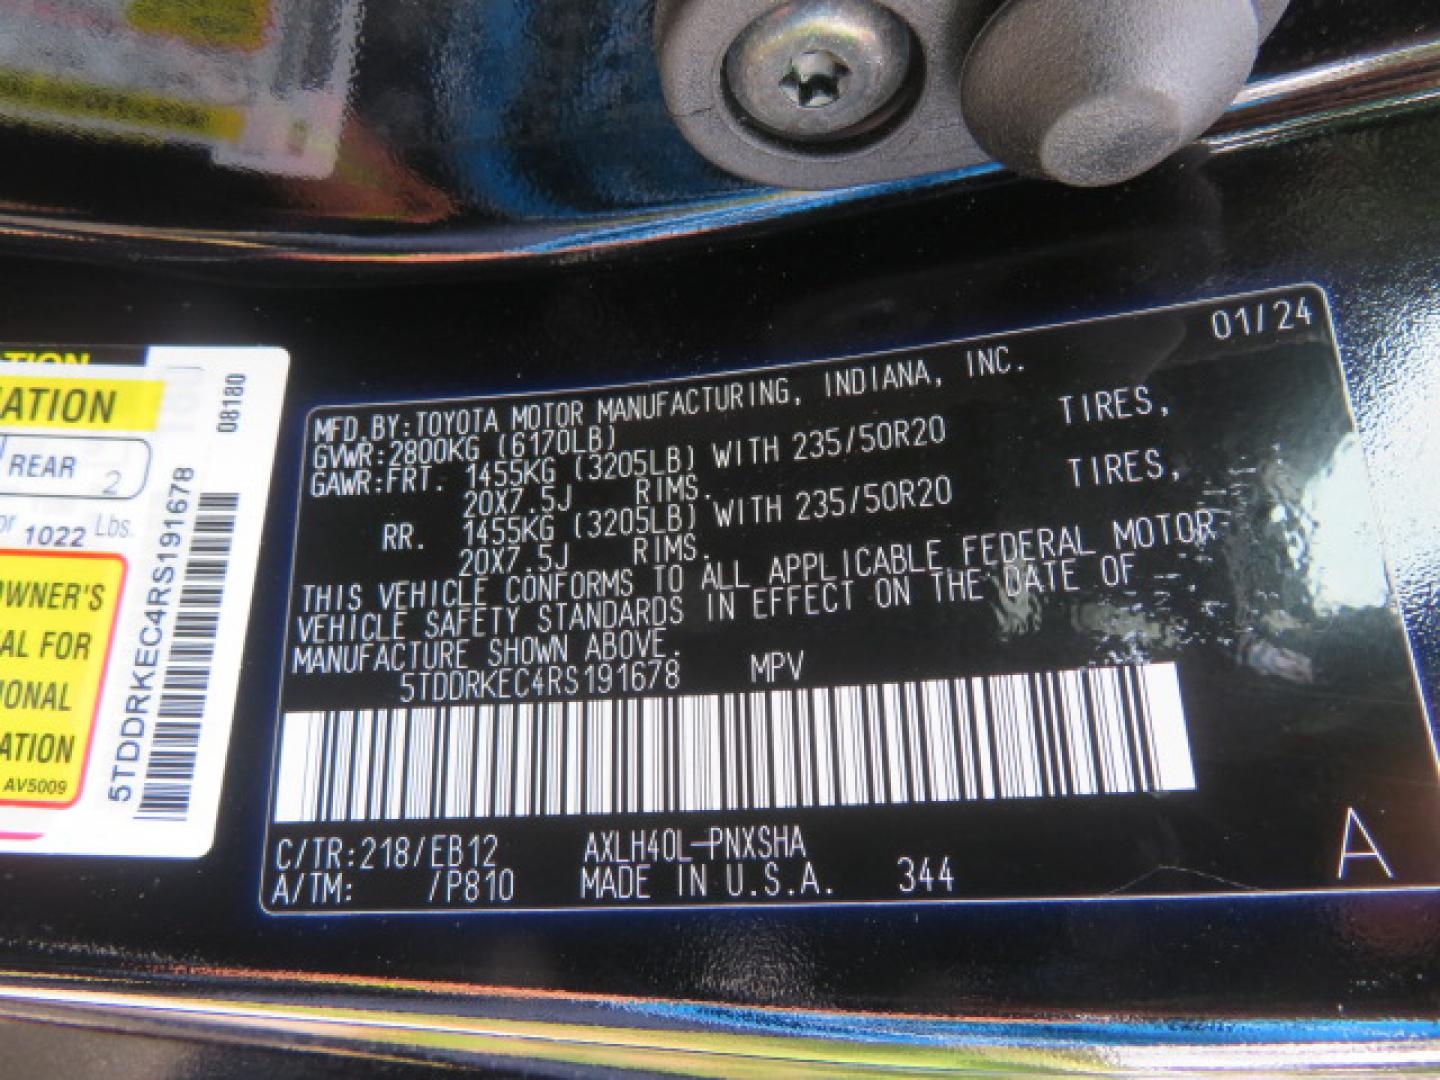 TION
ATION
REAR 2
or 1022 Lbs.
OWNER'S
AL FOR
IONAL
ATION
AV5009
5TDDRKEC4RS191678
08180
01/24
MFD.BY:TOYOTA MOTOR MANUFACTURING, INDIANA, INC.
GVWR:2800KG (6170LB)
GAWR:FRT. 1455KG (3205LB) WITH 235/50R20 TIRES,
20X7.5J RIMS.
RR. 1455KG (3205LB) WITH 235/50R20 TIRES,
20X7.5J RIMS.
THIS VEHICLE CONFORMS TO ALL APPLICABLE FEDERAL MOTOR
VEHICLE SAFETY STANDARDS IN EFFECT ON THE DATE OF
MANUFACTURE SHOWN ABOVE.
5TDDRKEC4RS191678 MPV
C/TR:218/EB12 AXLH40L-PNXSHA
A/TM: /P810 MADE IN U.S.A. 344
A